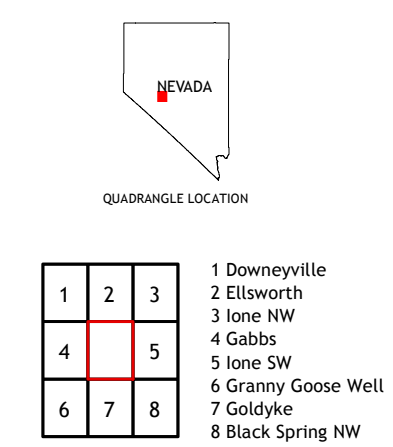 NEVADA
QUADRANGLE LOCATION
1 2 3
4 5
6 7 8
1 Downeyville
2 Ellsworth
3 Ione NW
4 Gabbs
5 Ione SW
6 Granny Goose Well
7 Goldyke
8 Black Spring NW